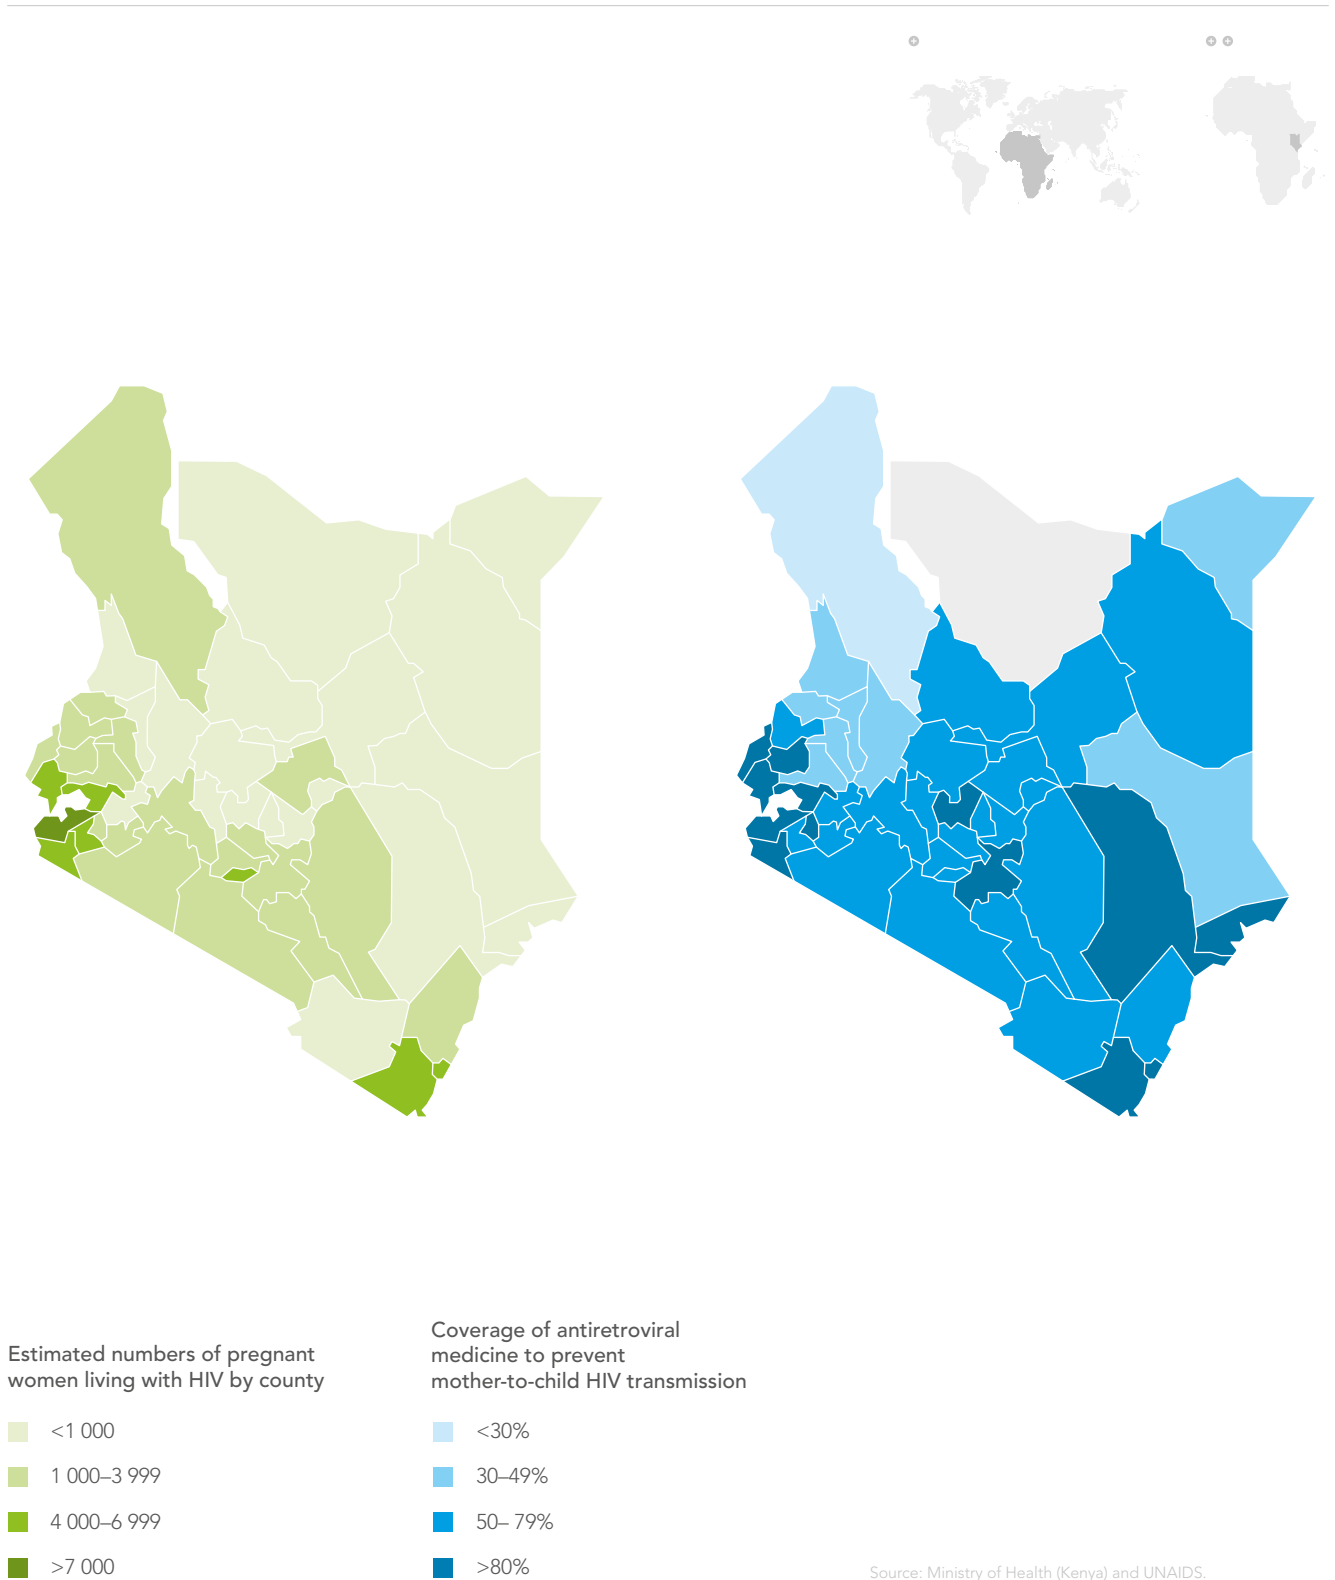 Estimated numbers of pregnant
women living with HIV by county
<1 000
1 000–3 999
4 000–6 999
>7 000
Coverage of antiretroviral
medicine to prevent
mother-to-child HIV transmission
<30%
30–49%
50– 79%
>80%
Source: Ministry of Health (Kenya) and UNAIDS.